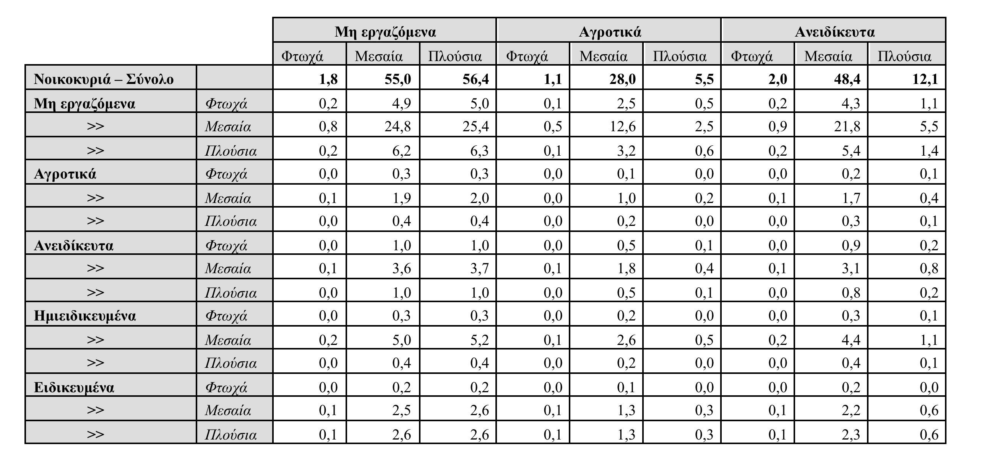 Μη εργαζόμενα Αγροτικά Ανειδίκευτα
Φτωχά Μεσαία Πλούσια Φτωχά Μεσαία Πλούσια Φτωχά Μεσαία Πλούσια
Νοικοκυριά – Σύνολο 1,8 55,0 56,4 1,1 28,0 5,5 2,0 48,4 12,1
Μη εργαζόμενα Φτωχά 0,2 4,9 5,0 0,1 2,5 0,5 0,2 4,3 1,1
>> Μεσαία 0,8 24,8 25,4 0,5 12,6 2,5 0,9 21,8 5,5
>> Πλούσια 0,2 6,2 6,3 0,1 3,2 0,6 0,2 5,4 1,4
Αγροτικά Φτωχά 0,0 0,3 0,3 0,0 0,1 0,0 0,0 0,2 0,1
>> Μεσαία 0,1 1,9 2,0 0,0 1,0 0,2 0,1 1,7 0,4
>> Πλούσια 0,0 0,4 0,4 0,0 0,2 0,0 0,0 0,3 0,1
Ανειδίκευτα Φτωχά 0,0 1,0 1,0 0,0 0,5 0,1 0,0 0,9 0,2
>> Μεσαία 0,1 3,6 3,7 0,1 1,8 0,4 0,1 3,1 0,8
>> Πλούσια 0,0 1,0 1,0 0,0 0,5 0,1 0,0 0,8 0,2
Ημιειδικευμένα Φτωχά 0,0 0,3 0,3 0,0 0,2 0,0 0,0 0,3 0,1
>> Μεσαία 0,2 5,0 5,2 0,1 2,6 0,5 0,2 4,4 1,1
>> Πλούσια 0,0 0,4 0,4 0,0 0,2 0,0 0,0 0,4 0,1
Ειδικευμένα Φτωχά 0,0 0,2 0,2 0,0 0,1 0,0 0,0 0,2 0,0
>> Μεσαία 0,1 2,5 2,6 0,1 1,3 0,3 0,1 2,2 0,6
>> Πλούσια 0,1 2,6 2,6 0,1 1,3 0,3 0,1 2,3 0,6